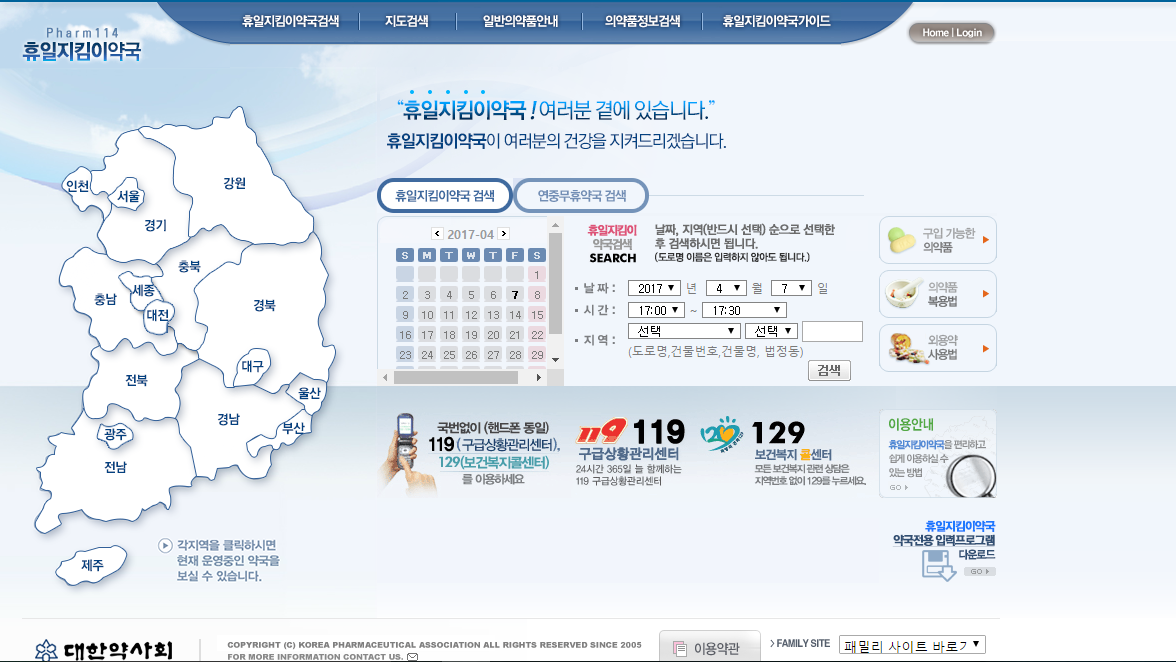 휴일지킴이약국검색 지도검색 일반의약품안내 의약품정보검색 휴일지킴이약국가이드
Pharm114
휴일지킴이약국
Home | Login
“휴일지킴이약국! 여러분 곁에 있습니다.”
휴일지킴이약국이 여러분의 건강을 지켜드리겠습니다.
인천
서울
경기
강원
충북
충남
세종
대전
경북
전북
대구
울산
경남
부산
광주
전남
제주
각지역을 클릭하시면
현재 운영중인 약국을
보실 수 있습니다.
휴일지킴이약국 검색 연중무휴약국 검색
2017-04
S M T W T F S
1
2 3 4 5 6 7 8
9 10 11 12 13 14 15
16 17 18 19 20 21 22
23 24 25 26 27 28 29
휴일지킴이
약국검색
SEARCH
날짜, 지역(반드시 선택) 순으로 선택한
후 검색하시면 됩니다.
(도로명 이름은 입력하지 않아도 됩니다.)
날짜 : 2017 년 4 월 7 일
시간 : 17:00 ~ 17:30
지역 : 선택 선택
(도로명,건물번호,건물명, 법정동)
검색
구입 가능한
의약품
의약품
복용법
외용약
사용법
국번없이 (핸드폰 동일)
119 (구급상황관리센터),
129(보건복지콜센터)
를 이용하세요
119 119
구급상황관리센터
24시간 365일 늘 함께하는
119 구급상황관리센터
129 129
보건복지 콜센터
모든 보건복지 관련 상담은
지역번호 없이 129를 누르세요.
이용안내
휴일지킴이약국을 편리하고
쉽게 이용하실 수
있는 방법
GO
휴일지킴이약국
약국전용 입력프로그램
다운로드
GO
대한약사회
COPYRIGHT (C) KOREA PHARMACEUTICAL ASSOCIATION ALL RIGHTS RESERVED SINCE 2005
FOR MORE INFORMATION CONTACT US.
이용약관
FAMILY SITE
패밀리 사이트 바로가